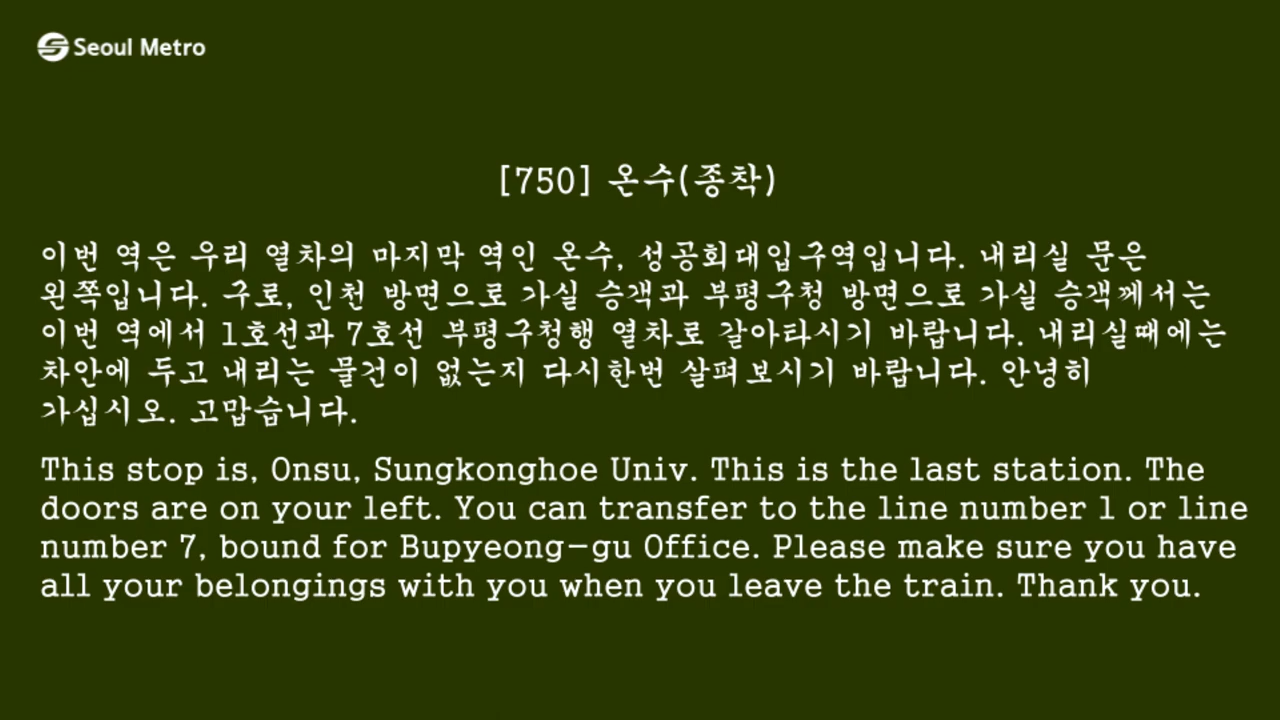 Seoul Metro
[750] 온수(종착)
이번 역은 우리 열차의 마지막 역인 온수, 성공회대입구역입니다. 내리실 문은
왼쪽입니다. 구로, 인천 방면으로 가실 승객과 부평구청 방면으로 가실 승객께서는
이번 역에서 1호선과 7호선 부평구청행 열차로 갈아타시기 바랍니다. 내리실때에는
차안에 두고 내리는 물건이 없는지 다시한번 살펴보시기 바랍니다. 안녕히
가십시오. 고맙습니다.
This stop is, Onsu, Sungkonghoe Univ. This is the last station. The
doors are on your left. You can transfer to the line number 1 or line
number 7, bound for Bupyeong-gu Office. Please make sure you have
all your belongings with you when you leave the train. Thank you.